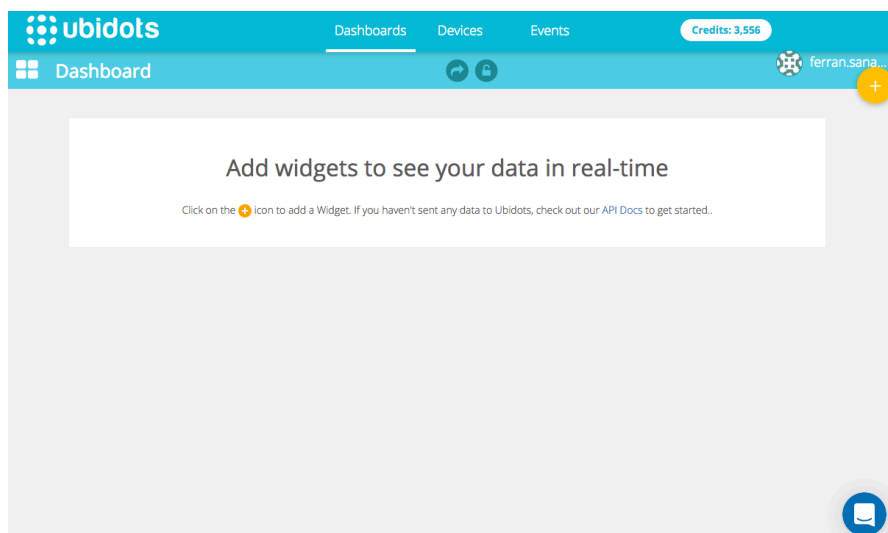 ubidots Dashboards Devices Events Credits: 3,556
Dashboard ferran.sana...
Add widgets to see your data in real-time
Click on the + icon to add a Widget. If you haven't sent any data to Ubidots, check out our API Docs to get started..